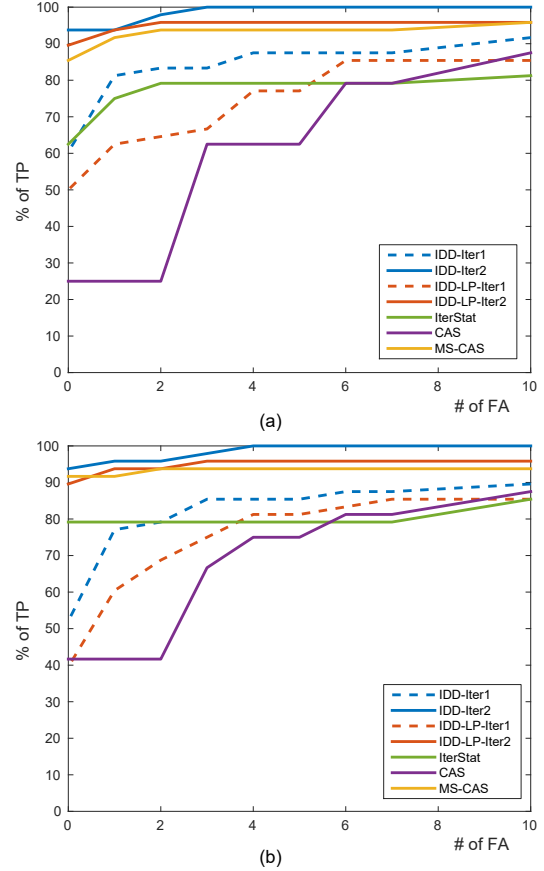 100
90
80
70
60
50
40
30
20
10
0
% of TP
IDD-Iter1
IDD-Iter2
IDD-LP-Iter1
IDD-LP-Iter2
IterStat
CAS
MS-CAS
0 2 4 6 8 10
# of FA
(a)
100
90
80
70
60
50
40
30
20
10
0
% of TP
IDD-Iter1
IDD-Iter2
IDD-LP-Iter1
IDD-LP-Iter2
IterStat
CAS
MS-CAS
0 2 4 6 8 10
# of FA
(b)